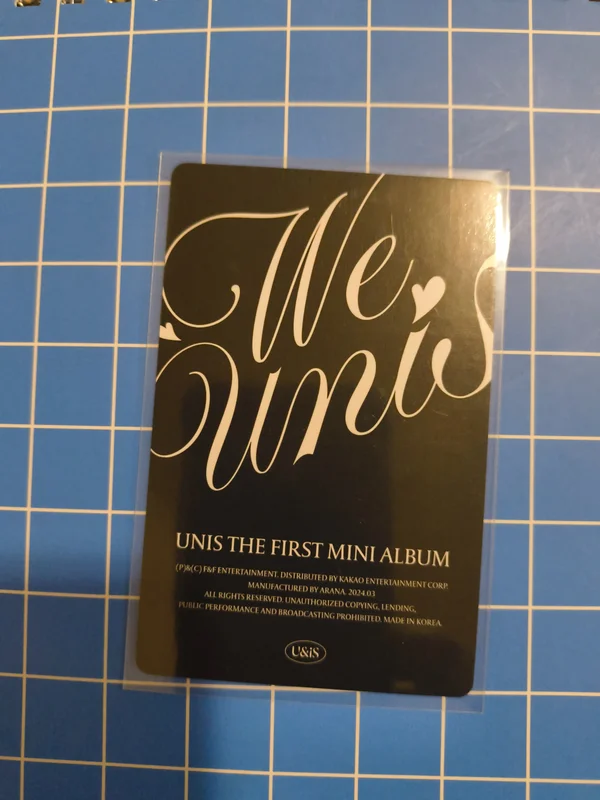 We
unis
UNIS THE FIRST MINI ALBUM
(P)&(C) F&F ENTERTAINMENT. DISTRIBUTED BY KAKAO ENTERTAINMENT CORP.
MANUFACTURED BY ARANA. 2024.03
ALL RIGHTS RESERVED. UNAUTHORIZED COPYING, LENDING,
PUBLIC PERFORMANCE AND BROADCASTING PROHIBITED. MADE IN KOREA.
U&iS